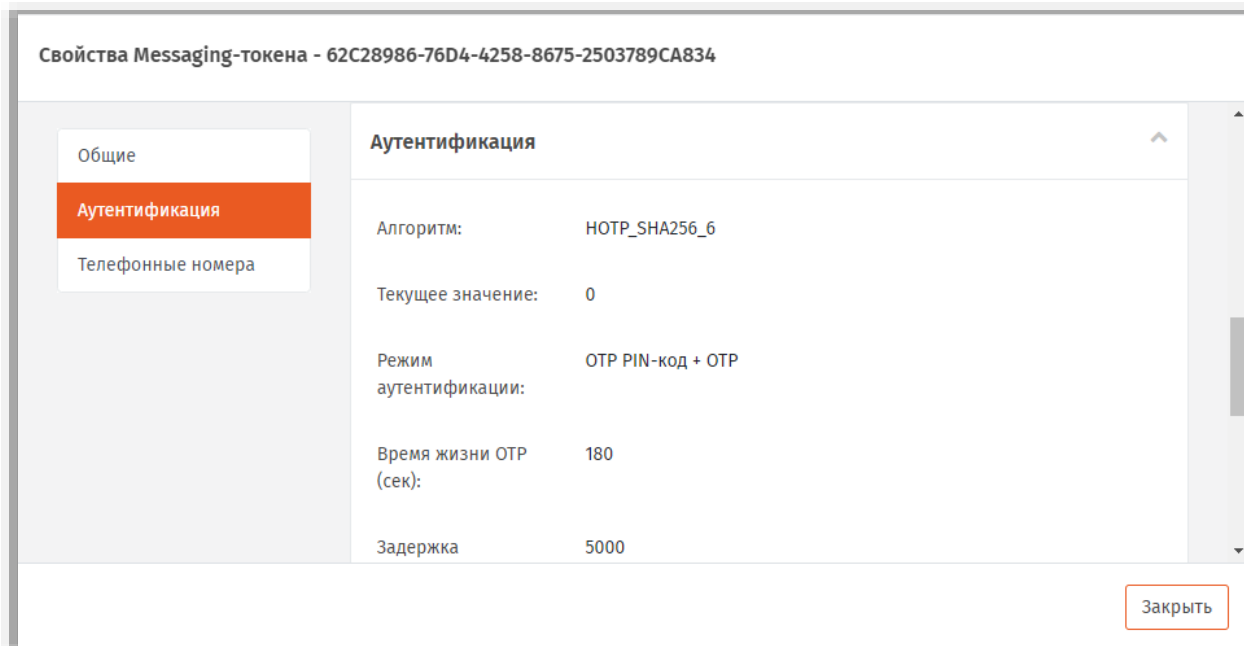 Свойства Messaging-токена - 62C28986-76D4-4258-8675-2503789CA834
Общие
Аутентификация
Телефонные номера
Аутентификация
Алгоритм: HOTP_SHA256_6
Текущее значение: 0
Режим
аутентификации: OTP PIN-код + OTP
Время жизни OTP
(сек): 180
Задержка 5000
Закрыть